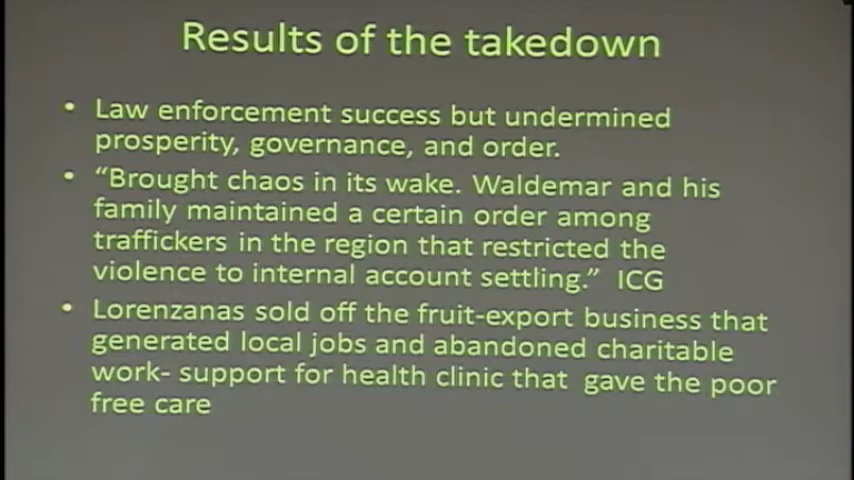 Results of the takedown
• Law enforcement success but undermined
prosperity, governance, and order.
• “Brought chaos in its wake. Waldemar and his
family maintained a certain order among
traffickers in the region that restricted the
violence to internal account settling.” ICG
• Lorenzanas sold off the fruit-export business that
generated local jobs and abandoned charitable
work- support for health clinic that gave the poor
free care